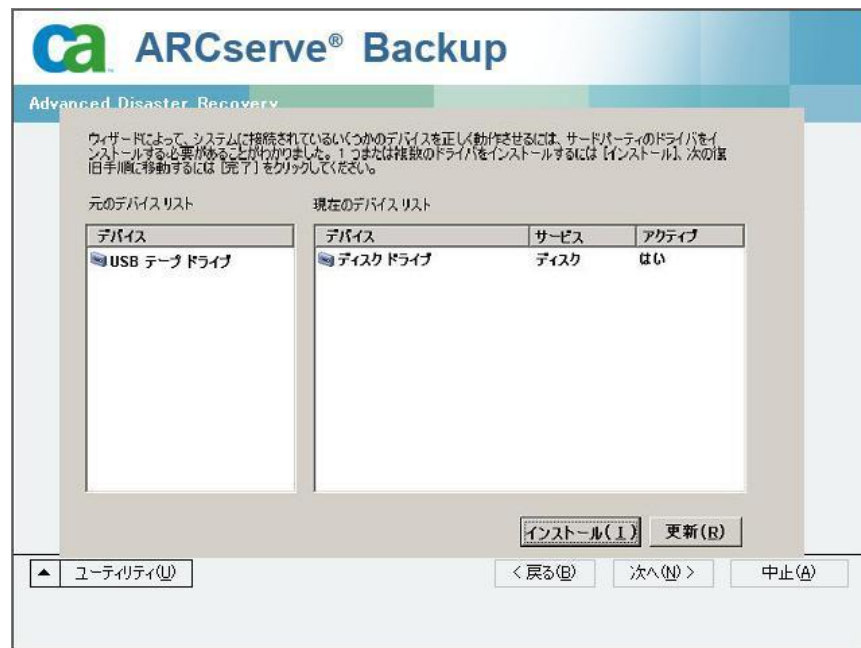 ca ARCserve® Backup
Advanced Disaster Recovery
ウィザードによって、システムに接続されているいくつかのデバイスを正しく動作させるには、サードパーティのドライバをイ
ンストールする必要があることがわかりました。1 つまたは複数のドライバをインストールするには [インストール]、次の復
旧手順に移動するには [完了] をクリックしてください。
元のデバイス リスト
現在のデバイス リスト
デバイス
デバイス サービス アクティブ
USB テープ ドライブ
ディスク ドライブ ディスク はい
インストール(I) 更新(R)
▲ ユーティリティ(U) < 戻る(B) 次へ(N) > 中止(A)